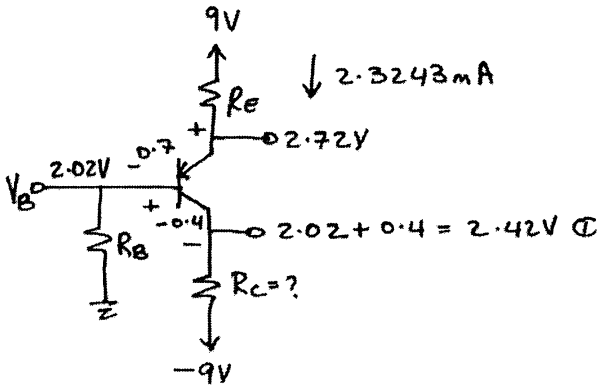 9V
↓ 2.3243mA
RE
+
2.72V
-0.7
2.02V
VB
+
-0.4
-
2.02 + 0.4 = 2.42V ①
RB
RC=?
-9V